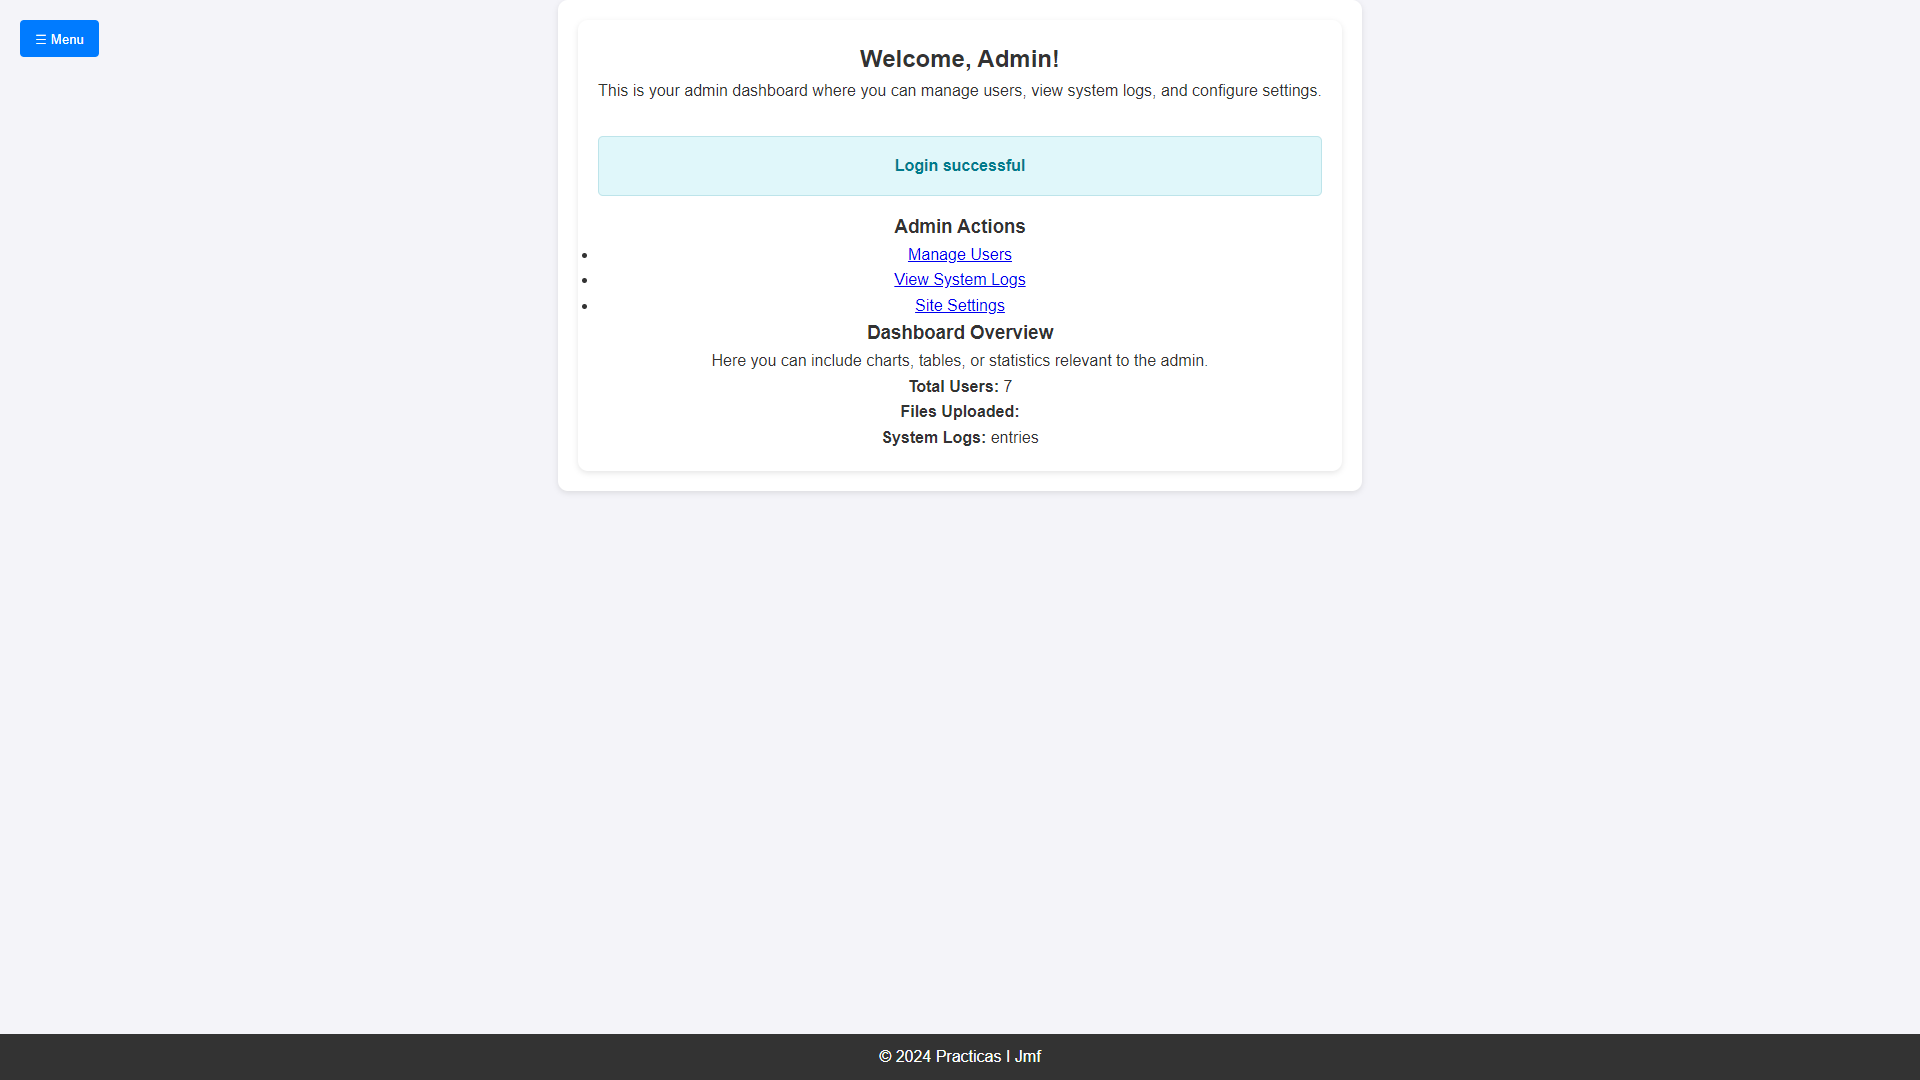 ☰ Menu
Welcome, Admin!
This is your admin dashboard where you can manage users, view system logs, and configure settings.
Login successful
Admin Actions
• Manage Users
• View System Logs
• Site Settings
Dashboard Overview
Here you can include charts, tables, or statistics relevant to the admin.
Total Users: 7
Files Uploaded:
System Logs: entries
© 2024 Practicas I Jmf